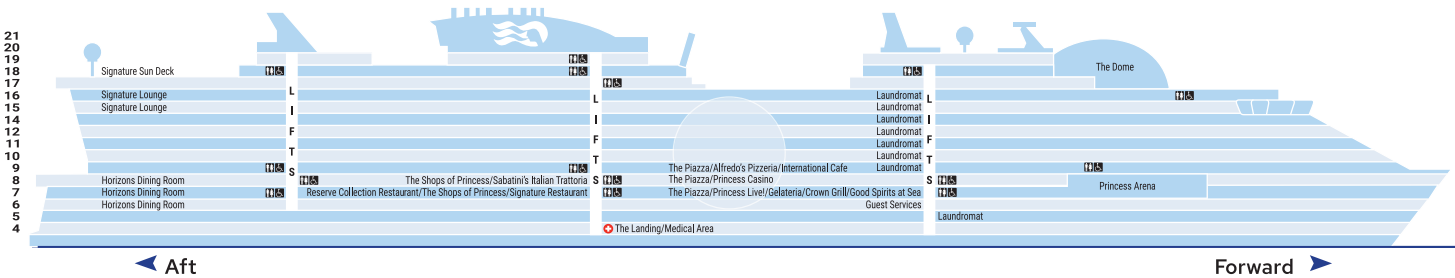 21
20
19
18 Signature Sun Deck The Dome
17
16 Signature Lounge Laundromat
15 Signature Lounge Laundromat
14 Laundromat
12 Laundromat
11 Laundromat
10 Laundromat
9 The Piazza/Alfredo's Pizzeria/International Cafe Laundromat
8 Horizons Dining Room The Shops of Princess/Sabatini's Italian Trattoria The Piazza/Princess Casino
7 Horizons Dining Room Reserve Collection Restaurant/The Shops of Princess/Signature Restaurant The Piazza/Princess Live!/Gelateria/Crown Grill/Good Spirits at Sea Princess Arena
6 Horizons Dining Room Guest Services
5 Laundromat
4 The Landing/Medical Area
LIFTS
LIFTS
LIFTS
Aft Forward